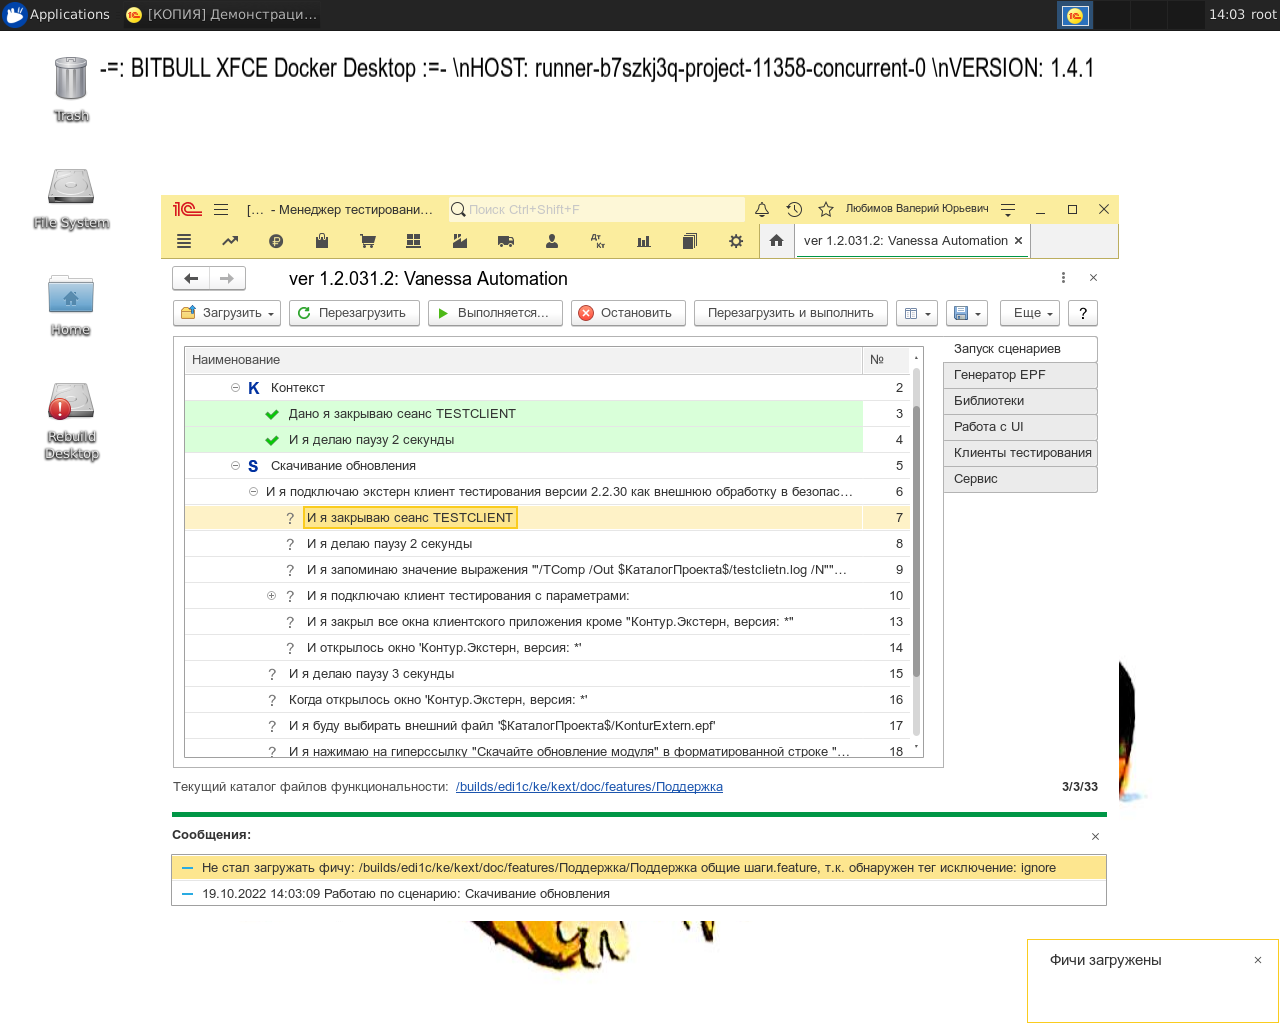 Applications
[КОПИЯ] Демонстраци...
14:03 root
-=: BITBULL XFCE Docker Desktop :=- \nHOST: runner-b7szkj3q-project-11358-concurrent-0 \nVERSION: 1.4.1
Trash
File System
Home
Rebuild
Desktop
[... - Менеджер тестировани...
Поиск Ctrl+Shift+F
Любимов Валерий Юрьевич
Дт
Кт
ver 1.2.031.2: Vanessa Automation
ver 1.2.031.2: Vanessa Automation
Загрузить
Перезагрузить
Выполняется...
Остановить
Перезагрузить и выполнить
Еще
?
Наименование №
Контекст 2
Дано я закрываю сеанс TESTCLIENT 3
И я делаю паузу 2 секунды 4
Скачивание обновления 5
И я подключаю экстерн клиент тестирования версии 2.2.30 как внешнюю обработку в безопас... 6
? И я закрываю сеанс TESTCLIENT 7
? И я делаю паузу 2 секунды 8
? И я запоминаю значение выражения '"/TComp /Out $КаталогПроекта$/testclietn.log /N""... 9
? И я подключаю клиент тестирования с параметрами: 10
? И я закрыл все окна клиентского приложения кроме "Контур.Экстерн, версия: *" 13
? И открылось окно 'Контур.Экстерн, версия: *' 14
? И я делаю паузу 3 секунды 15
? Когда открылось окно 'Контур.Экстерн, версия: *' 16
? И я буду выбирать внешний файл '$КаталогПроекта$/KonturExtern.epf' 17
? И я нажимаю на гиперссылку "Скачайте обновление модуля" в форматированной строке "... 18
Запуск сценариев
Генератор EPF
Библиотеки
Работа с UI
Клиенты тестирования
Сервис
Текущий каталог файлов функциональности: /builds/edi1c/ke/kext/doc/features/Поддержка
3/3/33
Сообщения:
Не стал загружать фичу: /builds/edi1c/ke/kext/doc/features/Поддержка/Поддержка общие шаги.feature, т.к. обнаружен тег исключение: ignore
19.10.2022 14:03:09 Работаю по сценарию: Скачивание обновления
Фичи загружены